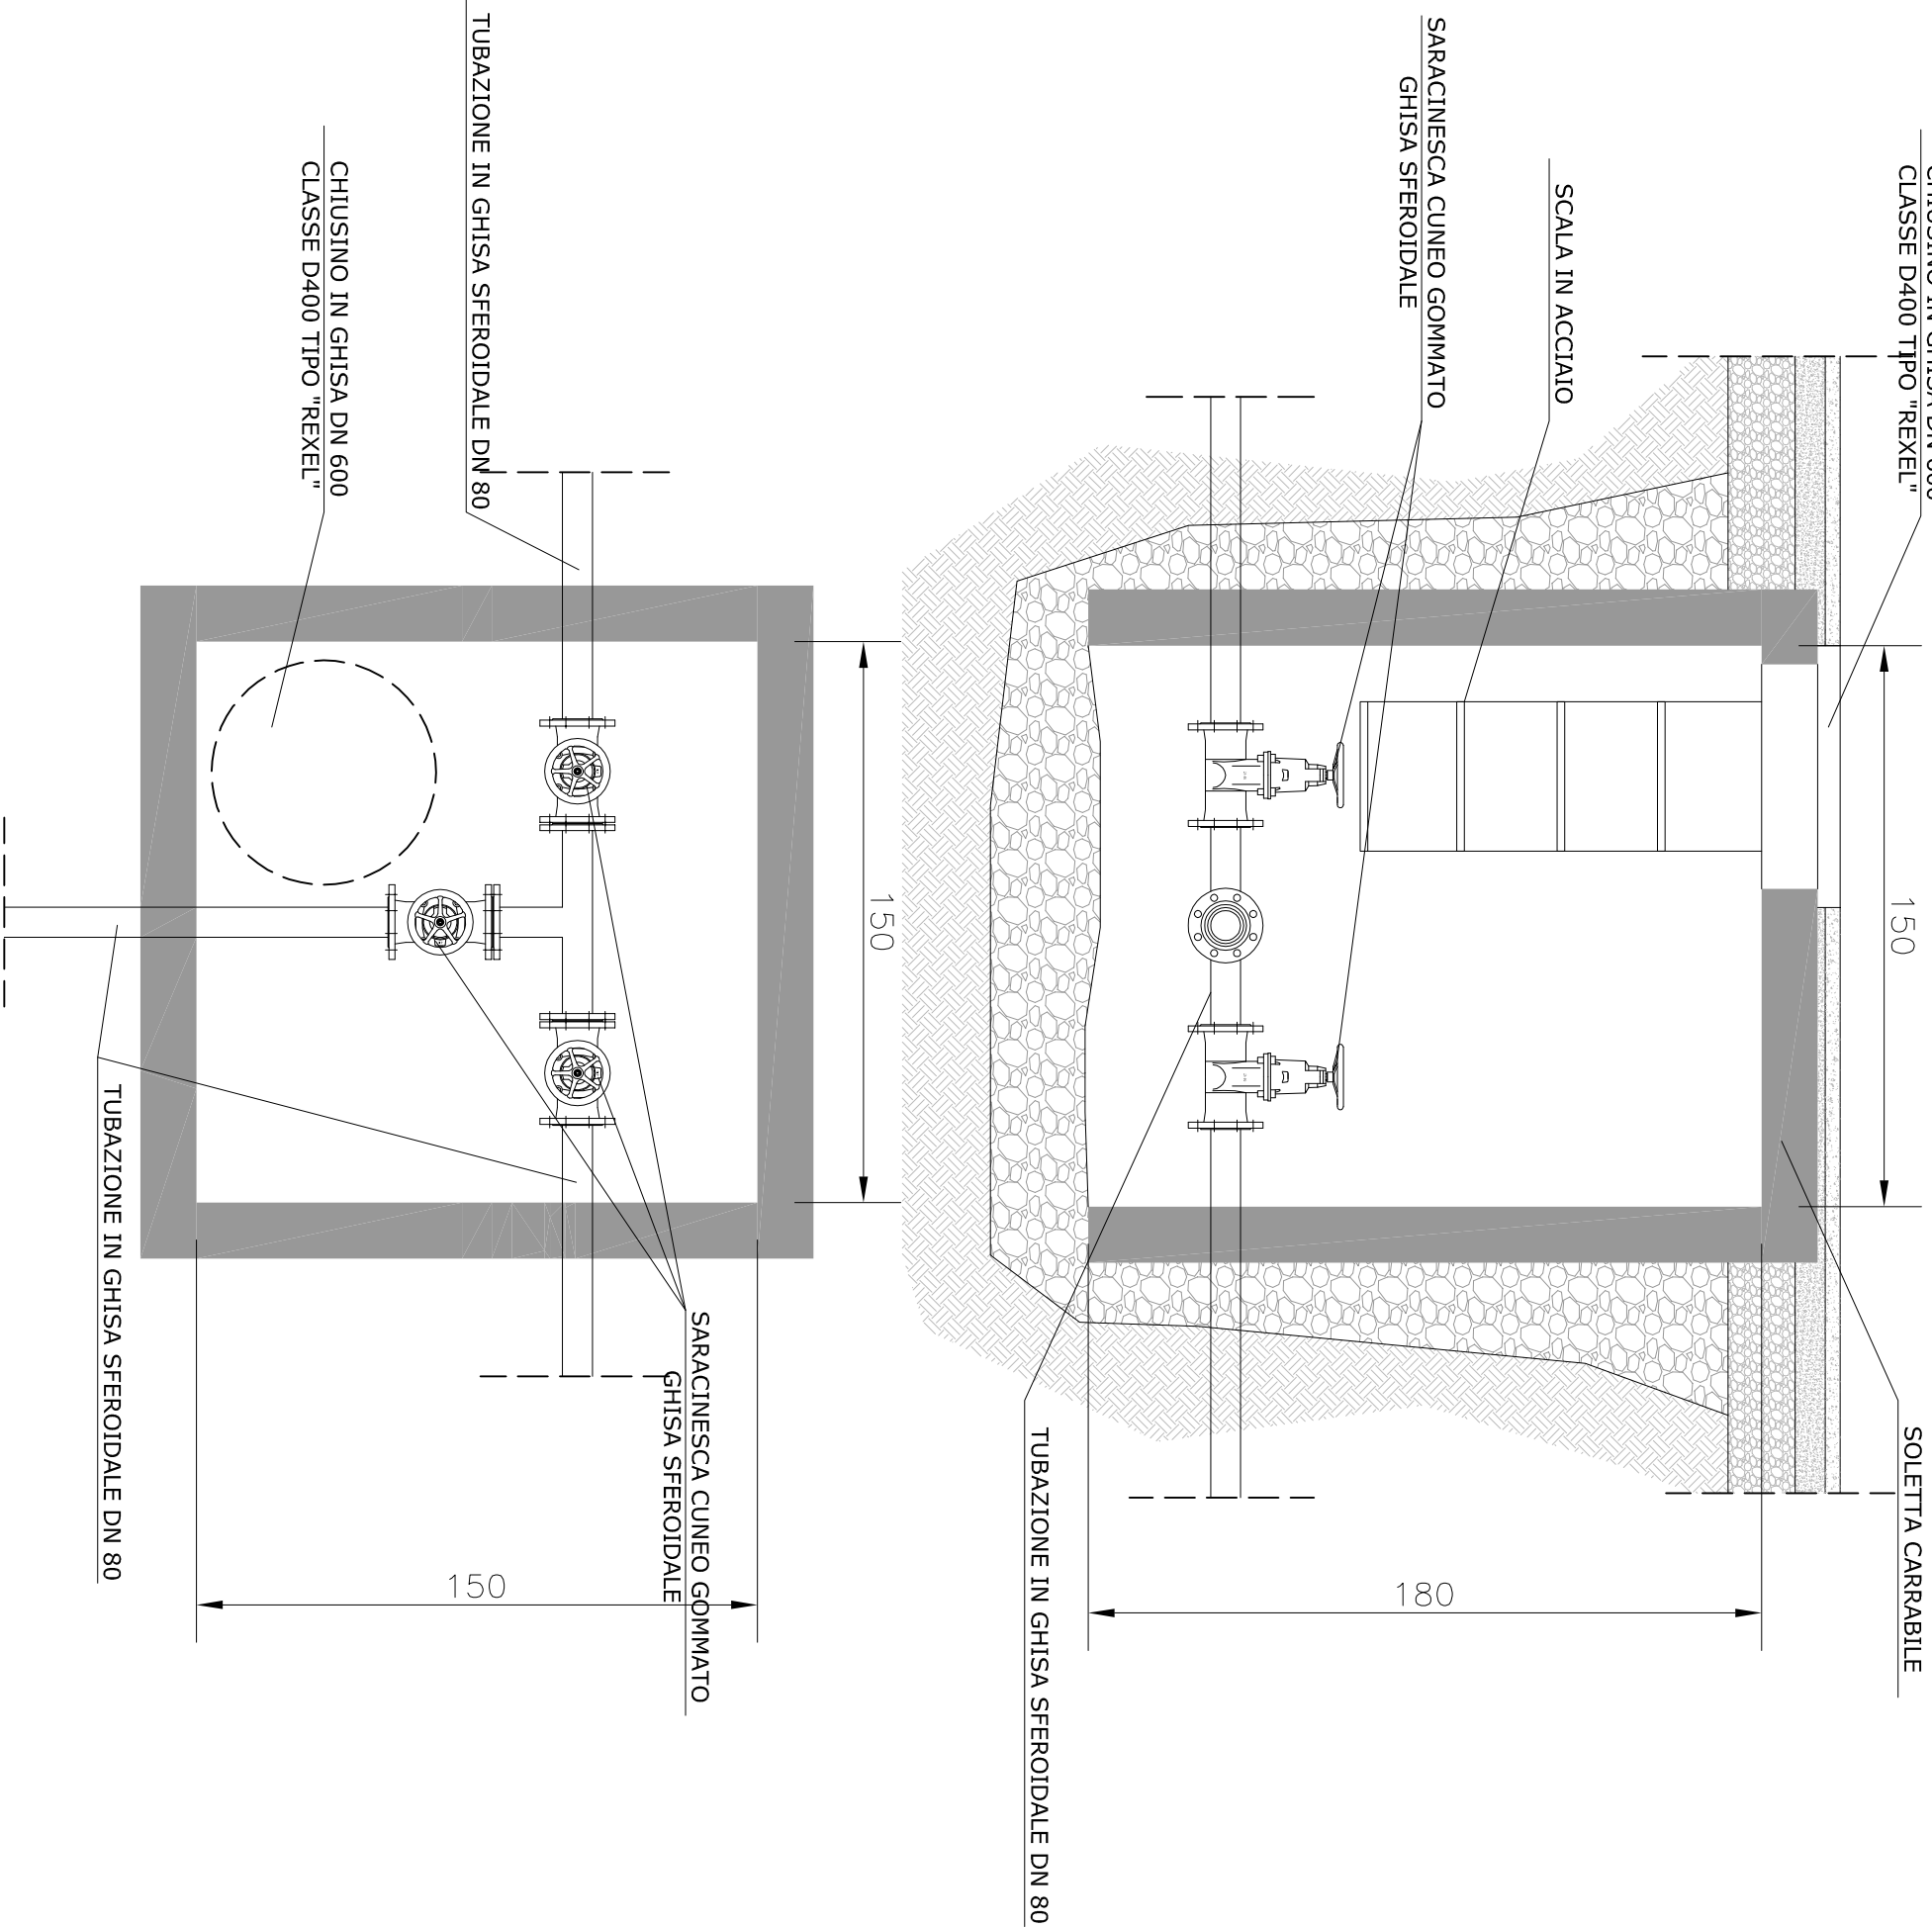 CLASSE D400 TIPO "REXEL"
SCALA IN ACCIAIO
SARACINESCA CUNEO GOMMATO
GHISA SFEROIDALE
150
SOLETTA CARRABILE
180
TUBAZIONE IN GHISA SFEROIDALE DN 80
TUBAZIONE IN GHISA SFEROIDALE DN 80
CHIUSINO IN GHISA DN 600
CLASSE D400 TIPO "REXEL"
150
SARACINESCA CUNEO GOMMATO
GHISA SFEROIDALE
150
TUBAZIONE IN GHISA SFEROIDALE DN 80